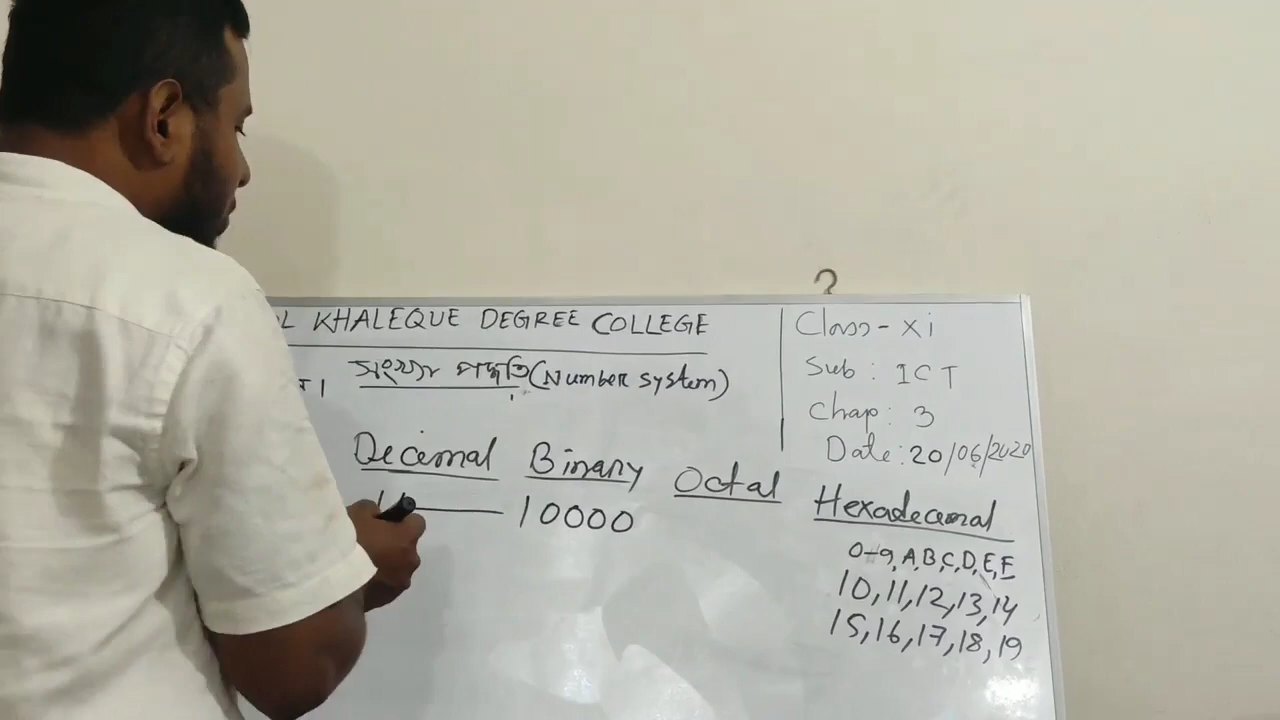 L KHALEQUE DEGREE COLLEGE
সংখ্যা পদ্ধতি (Number system)
Class - xi
Sub : ICT
Chap: 3
Date: 20/06/2020
Decimal Binary Octal Hexadecimal
10000
0-9, A, B, C, D, E, F
10, 11, 12, 13, 14
15, 16, 17, 18, 19